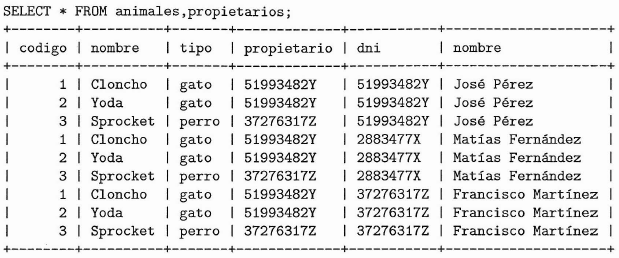 SELECT * FROM animales,propietarios;
+--------+----------+-------+-------------+-----------+--------------------+
| codigo | nombre | tipo | propietario | dni | nombre |
+--------+----------+-------+-------------+-----------+--------------------+
| 1 | Cloncho | gato | 51993482Y | 51993482Y | José Pérez |
| 2 | Yoda | gato | 51993482Y | 51993482Y | José Pérez |
| 3 | Sprocket | perro | 37276317Z | 51993482Y | José Pérez |
| 1 | Cloncho | gato | 51993482Y | 2883477X | Matías Fernández |
| 2 | Yoda | gato | 51993482Y | 2883477X | Matías Fernández |
| 3 | Sprocket | perro | 37276317Z | 2883477X | Matías Fernández |
| 1 | Cloncho | gato | 51993482Y | 37276317Z | Francisco Martínez |
| 2 | Yoda | gato | 51993482Y | 37276317Z | Francisco Martínez |
| 3 | Sprocket | perro | 37276317Z | 37276317Z | Francisco Martínez |
+--------+----------+-------+-------------+-----------+--------------------+